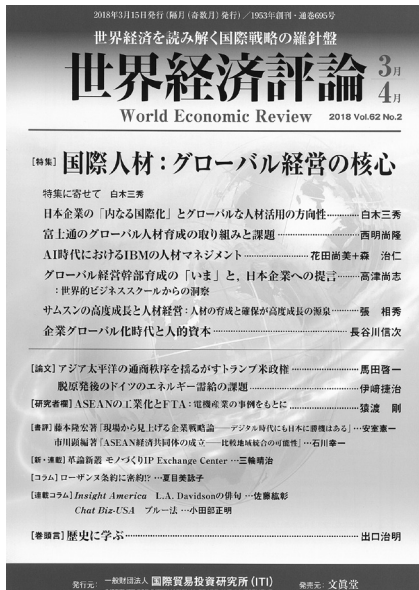 2018年3月15日発行（隔月（奇数月）発行）／1953年創刊・通巻695号
世界経済を読み解く国際戦略の羅針盤
世界経済評論 3月4月
World Economic Review 2018 Vol.62 No.2
［特集］国際人材：グローバル経営の核心
特集に寄せて 白木三秀
日本企業の「内なる国際化」とグローバルな人材活用の方向性…………白木三秀
富士通のグローバル人材育成の取り組みと課題…………西明尚隆
AI時代におけるIBMの人材マネジメント…………花田尚美＋森 治仁
グローバル経営幹部育成の「いま」と、日本企業への提言……高津尚志
：世界的ビジネススクールからの洞察
サムスンの高度成長と人材経営：人材の育成と確保が高度成長の源泉……張 相秀
企業グローバル化時代と人的資本…………長谷川信次
［論文］アジア太平洋の通商秩序を揺るがすトランプ米政権…………馬田啓一
脱原発後のドイツのエネルギー需給の課題…………伊﨑捷治
［研究者欄］ASEANの工業化とFTA：電機産業の事例をもとに…………猿渡 剛
［書評］藤本隆宏著『現場から見上げる企業戦略論――デジタル時代にも日本に勝機はある』…安室憲一
市川顕編著『ASEAN経済共同体の成立――比較地域統合の可能性』…石川幸一
［新・連載］革論新叢 モノづくりIP Exchange Center …三輪晴治
［コラム］ローザンヌ条約に密約!? …夏目美詠子
［連載コラム］Insight America L.A. Davidsonの俳句 …佐藤紘彰
Chat Biz-USA ブルー法 …小田部正明
［巻頭言］歴史に学ぶ…………出口治明
発行元：一般財団法人 国際貿易投資研究所（ITI） 発売元：文眞堂